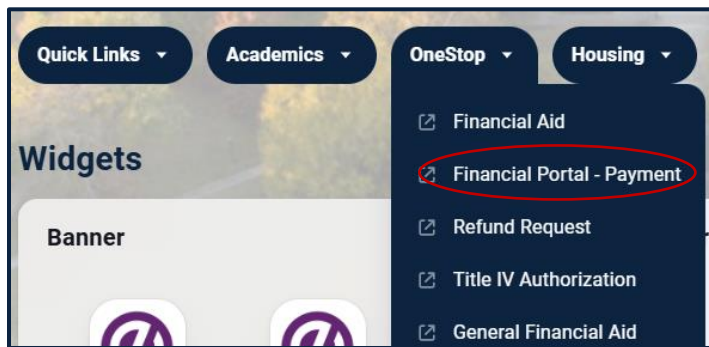 Quick Links
Academics
OneStop
Housing
Financial Aid
Widgets
Financial Portal - Payment
Banner
Refund Request
Title IV Authorization
General Financial Aid